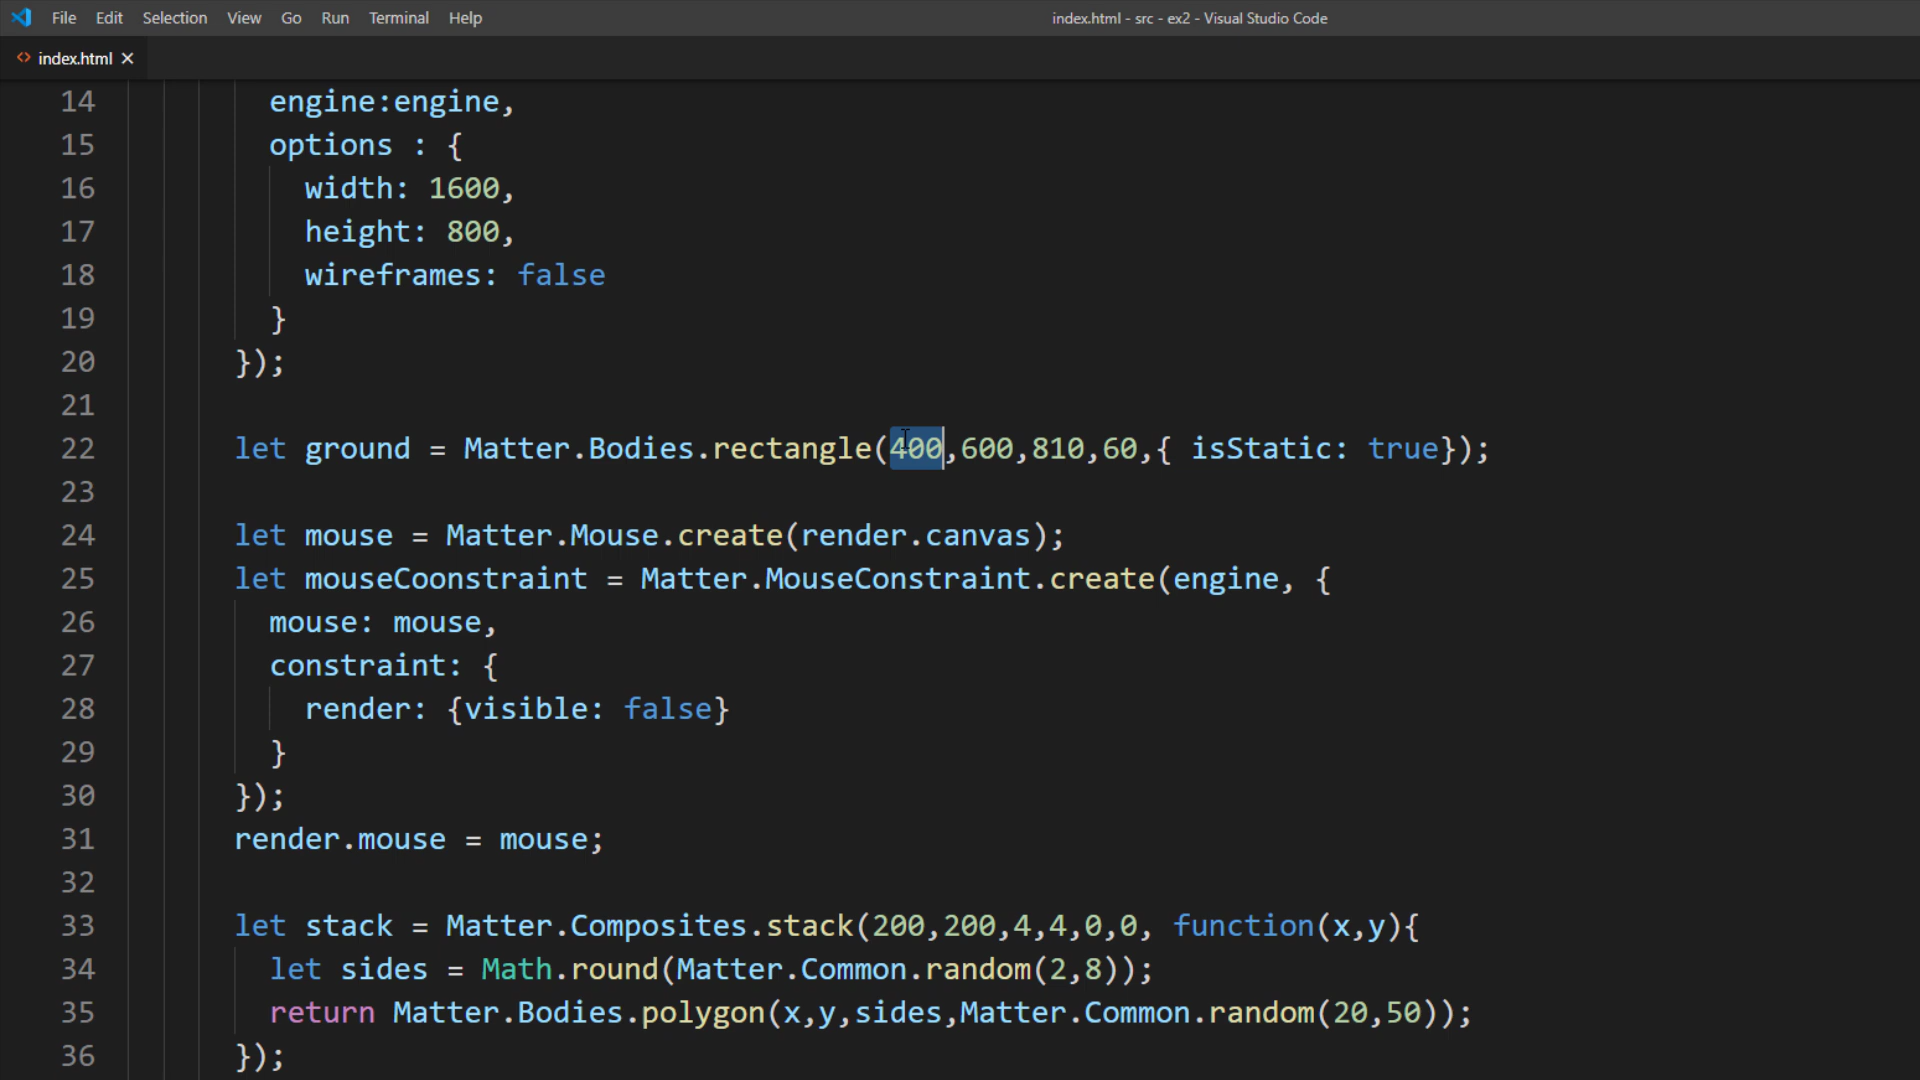 File Edit Selection View Go Run Terminal Help index.html - src - ex2 - Visual Studio Code
<> index.html ×
14 engine:engine,
15 options : {
16 width: 1600,
17 height: 800,
18 wireframes: false
19 }
20 });
21
22 let ground = Matter.Bodies.rectangle(400,600,810,60,{ isStatic: true});
23
24 let mouse = Matter.Mouse.create(render.canvas);
25 let mouseCoonstraint = Matter.MouseConstraint.create(engine, {
26 mouse: mouse,
27 constraint: {
28 render: {visible: false}
29 }
30 });
31 render.mouse = mouse;
32
33 let stack = Matter.Composites.stack(200,200,4,4,0,0, function(x,y){
34 let sides = Math.round(Matter.Common.random(2,8));
35 return Matter.Bodies.polygon(x,y,sides,Matter.Common.random(20,50));
36 });